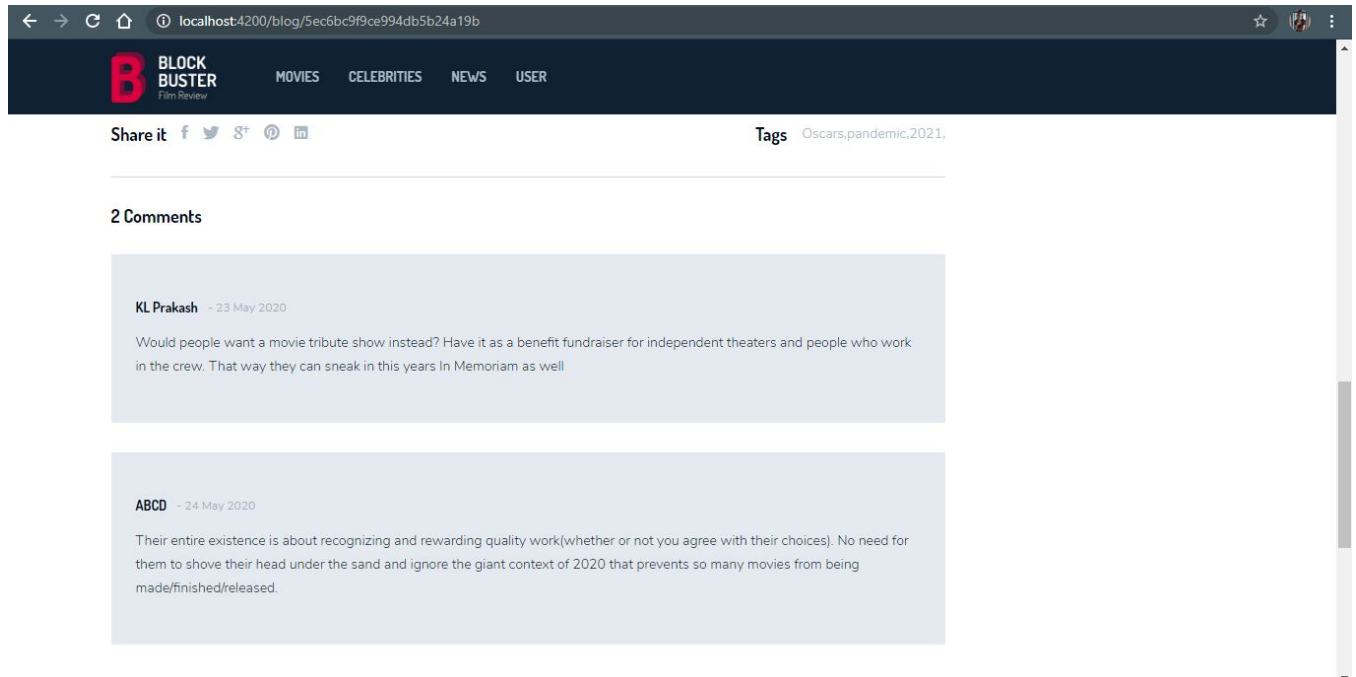 localhost:4200/blog/5ec6bc9f9ce994db5b24a19b
BLOCK
BUSTER
Film Review
MOVIES CELEBRITIES NEWS USER
Share it f 8+ in Tags Oscars,pandemic,2021,
2 Comments
KL Prakash - 23 May 2020
Would people want a movie tribute show instead? Have it as a benefit fundraiser for independent theaters and people who work
in the crew. That way they can sneak in this years In Memoriam as well
ABCD - 24 May 2020
Their entire existence is about recognizing and rewarding quality work(whether or not you agree with their choices). No need for
them to shove their head under the sand and ignore the giant context of 2020 that prevents so many movies from being
made/finished/released.